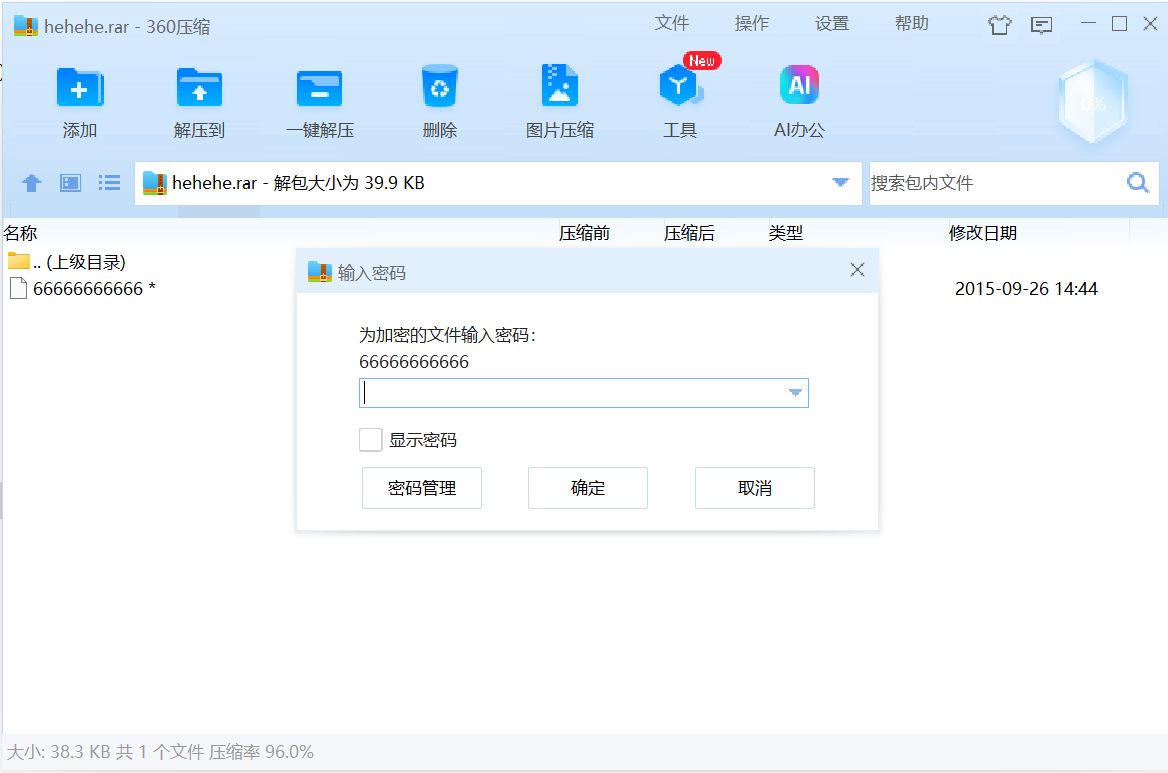 hehehe.rar - 360压缩
文件 操作 设置 帮助
New
添加 解压到 一键解压 删除 图片压缩 工具 AI办公
AI
0%
hehehe.rar - 解包大小为 39.9 KB
搜索包内文件
名称 压缩前 压缩后 类型 修改日期
.. (上级目录)
66666666666 * 2015-09-26 14:44
输入密码
为加密的文件输入密码:
66666666666
显示密码
密码管理 确定 取消
大小: 38.3 KB 共 1 个文件 压缩率 96.0%